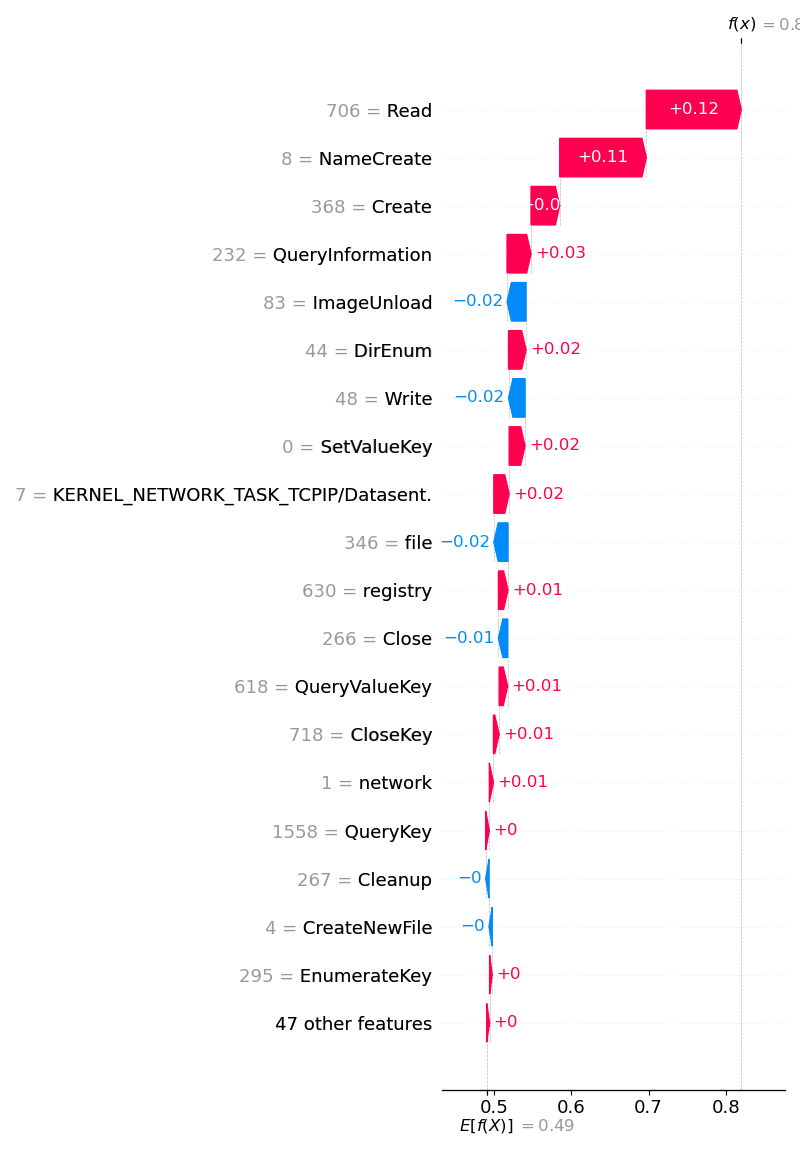 f(x) = 0.8
706 = Read +0.12
8 = NameCreate +0.11
368 = Create +0.0
232 = QueryInformation +0.03
83 = ImageUnload −0.02
44 = DirEnum +0.02
48 = Write −0.02
0 = SetValueKey +0.02
7 = KERNEL_NETWORK_TASK_TCPIP/Datasent. +0.02
346 = file −0.02
630 = registry +0.01
266 = Close −0.01
618 = QueryValueKey +0.01
718 = CloseKey +0.01
1 = network +0.01
1558 = QueryKey +0
267 = Cleanup −0
4 = CreateNewFile −0
295 = EnumerateKey +0
47 other features +0
0.5 0.6 0.7 0.8
E[f(X)] = 0.49